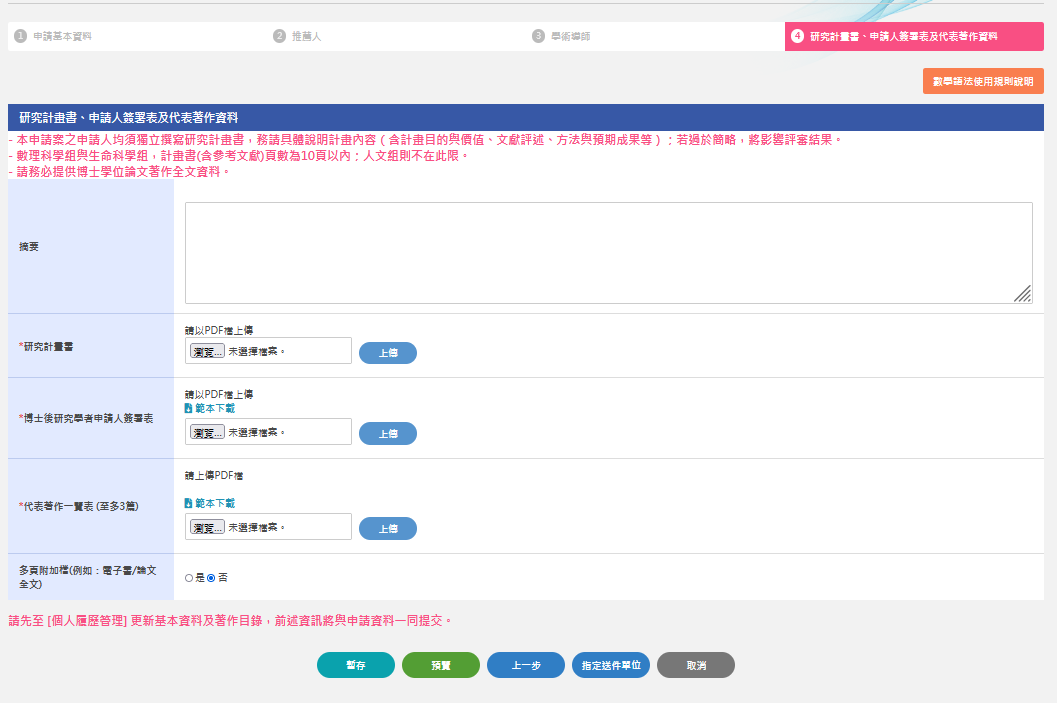 1 申請基本資料
2 推薦人
3 學術導師
4 研究計畫書、申請人簽署表及代表著作資料
數學語法使用規則說明
研究計畫書、申請人簽署表及代表著作資料
- 本申請案之申請人均須獨立撰寫研究計畫書，務請具體說明計畫內容（含計畫目的與價值、文獻評述、方法與預期成果等）；若過於簡略，將影響評審結果。
- 數理科學組與生命科學組，計畫書(含參考文獻)頁數為10頁以內；人文組則不在此限。
- 請務必提供博士學位論文著作全文資料。
摘要
*研究計畫書
請以PDF檔上傳
瀏覽... 未選擇檔案。
上傳
*博士後研究學者申請人簽署表
請以PDF檔上傳
範本下載
瀏覽... 未選擇檔案。
上傳
*代表著作一覽表 (至多3篇)
請上傳PDF檔
範本下載
瀏覽... 未選擇檔案。
上傳
多頁附加檔(例如：電子書/論文
全文)
是 否
請先至 [個人履歷管理] 更新基本資料及著作目錄，前述資訊將與申請資料一同提交。
暫存
預覽
上一步
指定送件單位
取消